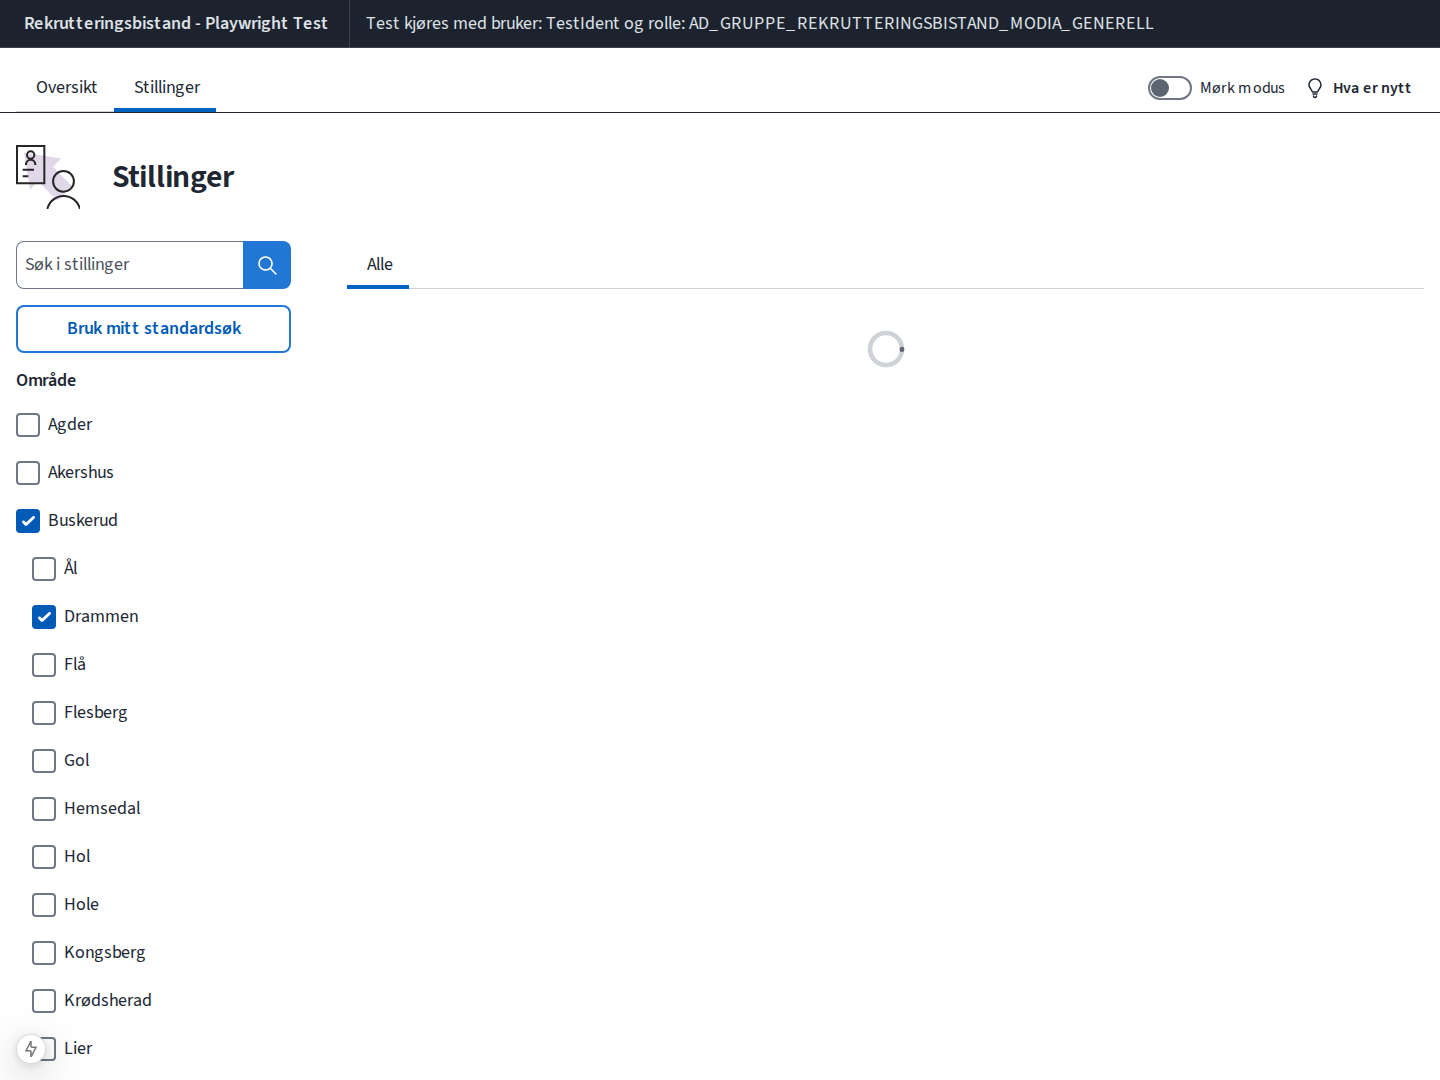 Rekrutteringsbistand - Playwright Test
Test kjøres med bruker: TestIdent og rolle: AD_GRUPPE_REKRUTTERINGSBISTAND_MODIA_GENERELL
Oversikt
Stillinger
Mørk modus
Hva er nytt
Stillinger
Søk i stillinger
Alle
Bruk mitt standardsøk
Område
Agder
Akershus
Buskerud
Ål
Drammen
Flå
Flesberg
Gol
Hemsedal
Hol
Hole
Kongsberg
Krødsherad
Lier